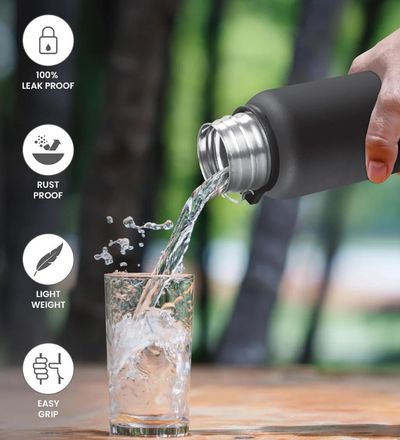 100%
LEAK PROOF
RUST
PROOF
LIGHT
WEIGHT
EASY
GRIP